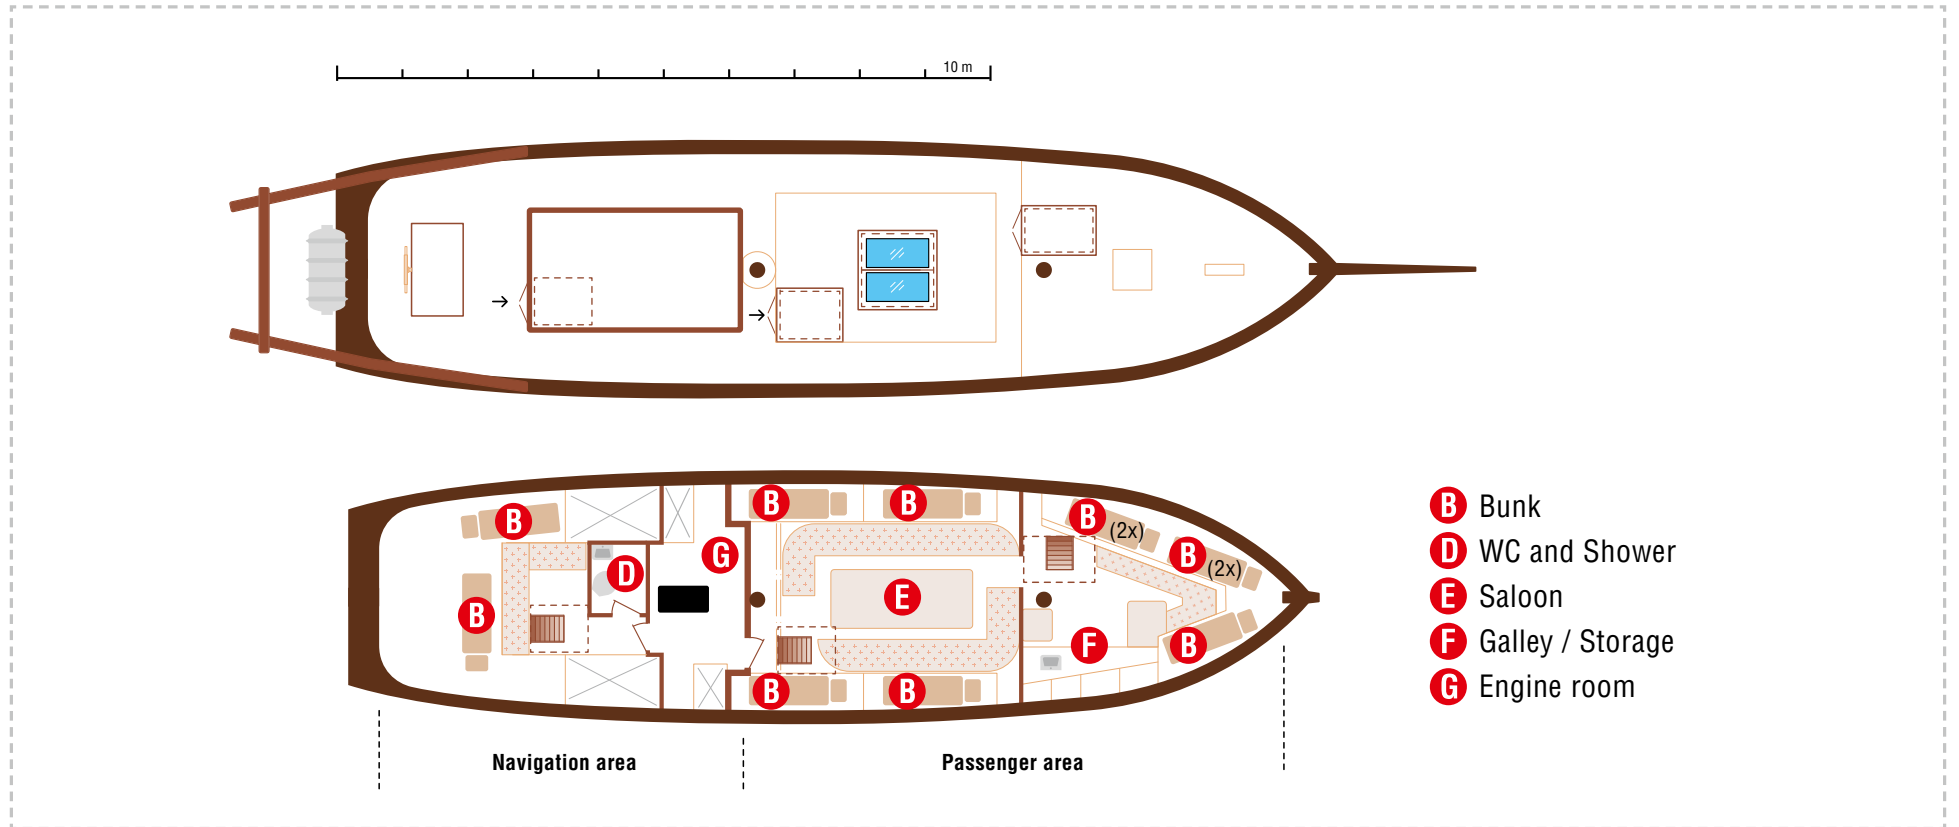 10 m
B
B
B
B
(2x)
G
B
(2x)
D
E
B
F
B
B
B
Navigation area
Passenger area
B Bunk
D WC and Shower
E Saloon
F Galley / Storage
G Engine room